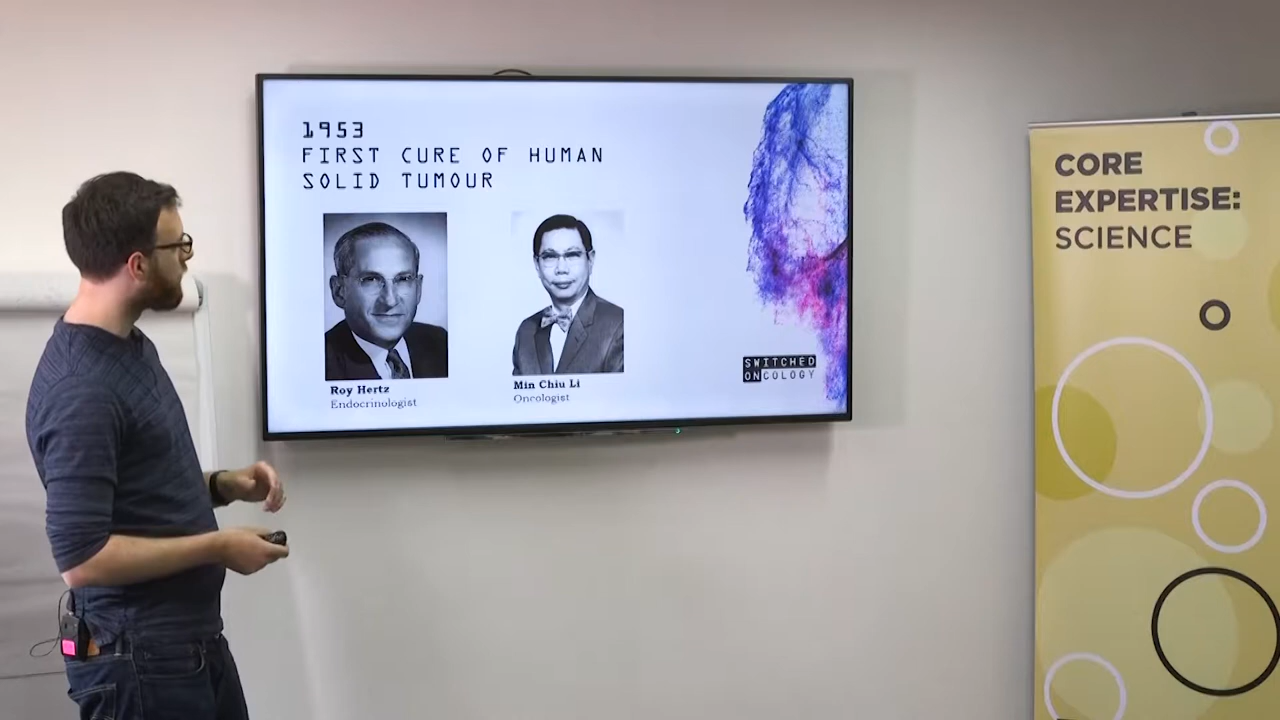 1953
FIRST CURE OF HUMAN
SOLID TUMOUR
Roy Hertz
Endocrinologist
Min Chiu Li
Oncologist
SWITCHED
ONCOLOGY
CORE
EXPERTISE:
SCIENCE